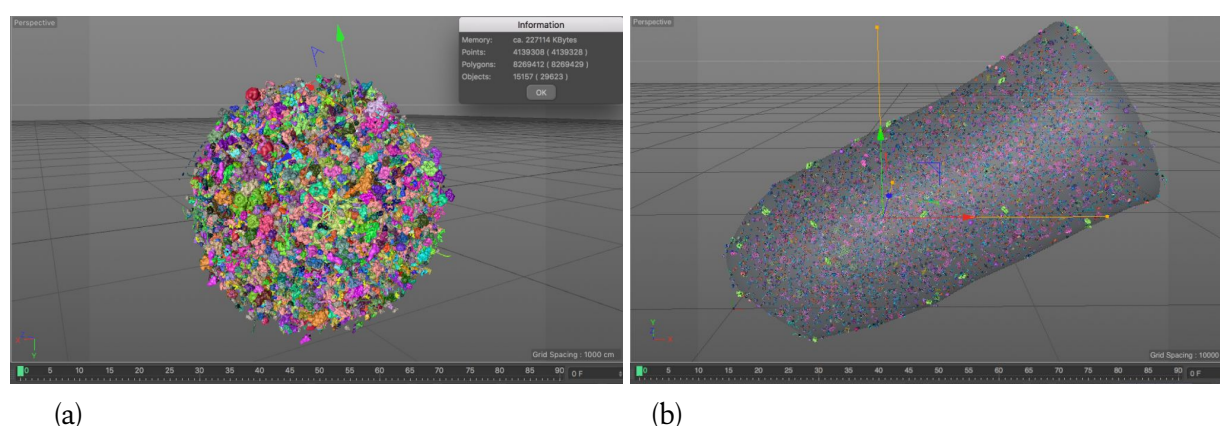 Perspective
Information
Memory: ca. 227114 KBytes
Points: 4139308 ( 4139328 )
Polygons: 8269412 ( 8269429 )
Objects: 15157 ( 29623 )
OK
Grid Spacing : 1000 cm
0 5 10 15 20 25 30 35 40 45 50 55 60 65 70 75 80 85 90 0 F
(a)
Perspective
Grid Spacing : 10000
0 5 10 15 20 25 30 35 40 45 50 55 60 65 70 75 80 85 90 0 F
(b)